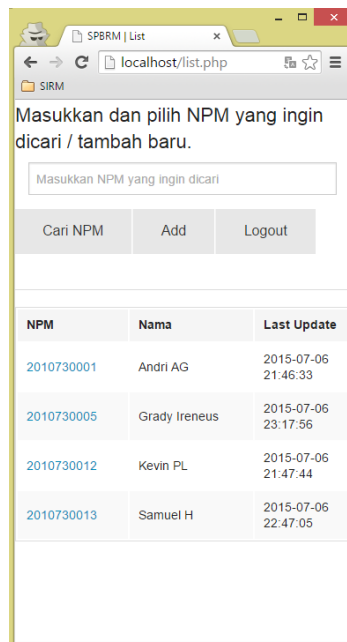 SPBRM | List
localhost/list.php
SIRM
Masukkan dan pilih NPM yang ingin
dicari / tambah baru.
Masukkan NPM yang ingin dicari
Cari NPM Add Logout
NPM Nama Last Update
2010730001 Andri AG 2015-07-06
21:46:33
2010730005 Grady Ireneus 2015-07-06
23:17:56
2010730012 Kevin PL 2015-07-06
21:47:44
2010730013 Samuel H 2015-07-06
22:47:05